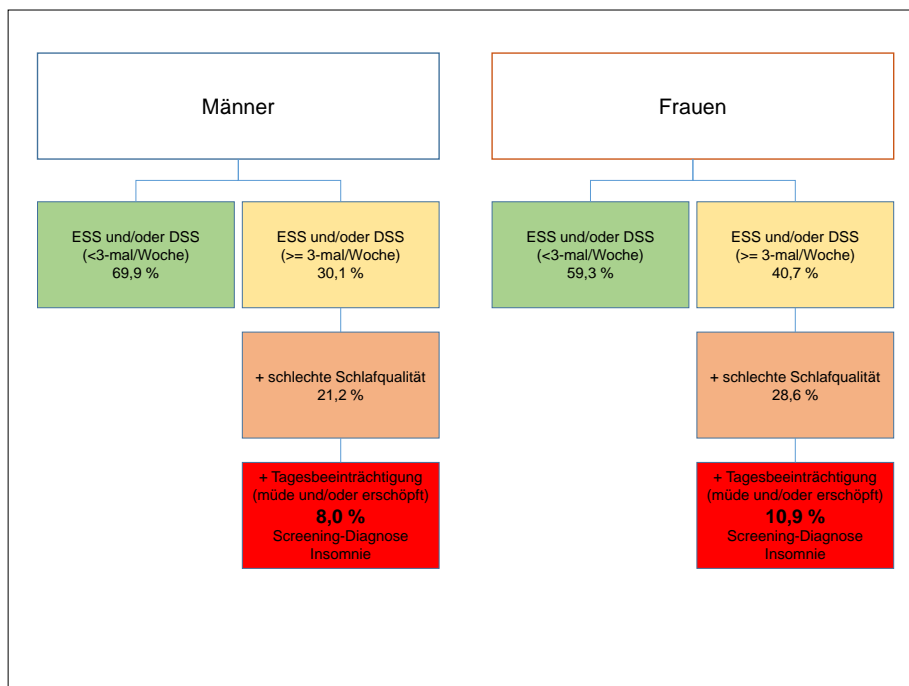 Männer
ESS und/oder DSS
(<3-mal/Woche)
69,9 %
ESS und/oder DSS
(>= 3-mal/Woche)
30,1 %
+ schlechte Schlafqualität
21,2 %
+ Tagesbeeinträchtigung
(müde und/oder erschöpft)
8,0 %
Screening-Diagnose
Insomnie
Frauen
ESS und/oder DSS
(<3-mal/Woche)
59,3 %
ESS und/oder DSS
(>= 3-mal/Woche)
40,7 %
+ schlechte Schlafqualität
28,6 %
+ Tagesbeeinträchtigung
(müde und/oder erschöpft)
10,9 %
Screening-Diagnose
Insomnie